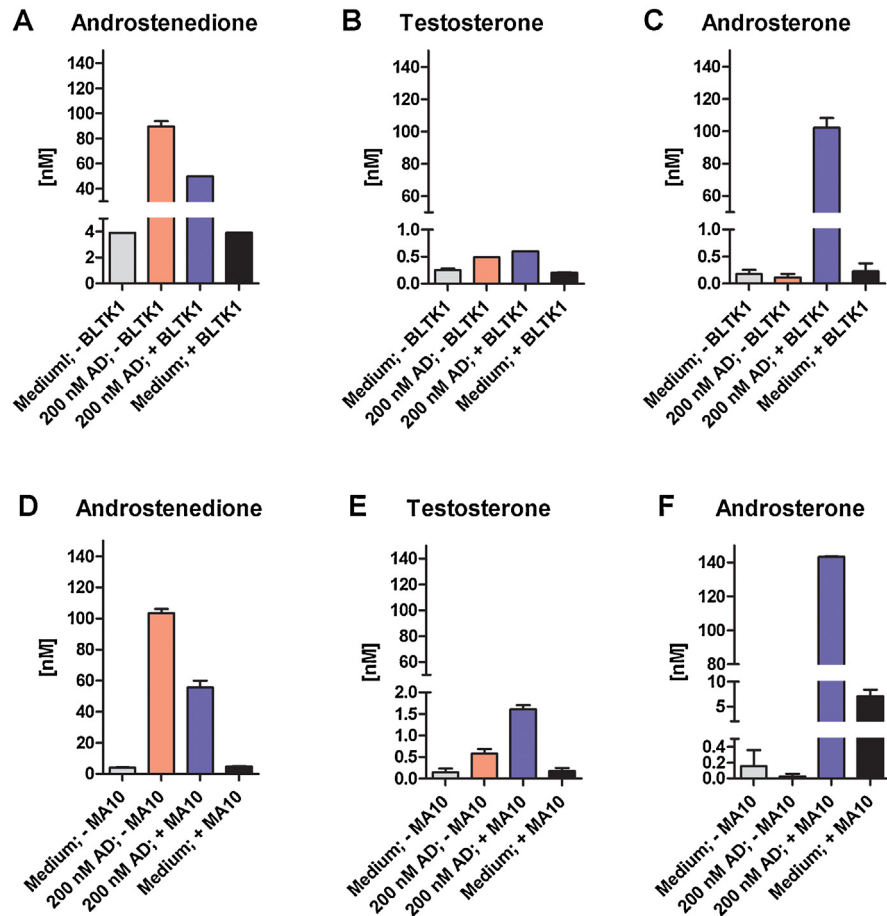 A Androstenedione
[nM]
140
120
100
80
60
40
4
2
0
Mediuml; - BLTK1
200 nM AD; - BLTK1
200 nM AD; + BLTK1
Medium; + BLTK1
B Testosterone
[nM]
140
120
100
80
60
1.0
0.5
0.0
Medium; - BLTK1
200 nM AD; - BLTK1
200 nM AD; + BLTK1
Medium; + BLTK1
C Androsterone
[nM]
140
120
100
80
60
1.0
0.5
0.0
Medium; - BLTK1
200 nM AD; - BLTK1
200 nM AD; + BLTK1
Medium; + BLTK1
D Androstenedione
[nM]
140
120
100
80
60
40
20
0
Medium; - MA10
200 nM AD; - MA10
200 nM AD; + MA10
Medium; + MA10
E Testosterone
[nM]
140
120
100
80
60
2.0
1.5
1.0
0.5
0.0
Medium; - MA10
200 nM AD; - MA10
200 nM AD; + MA10
Medium; + MA10
F Androsterone
[nM]
140
120
100
80
10
5
0.4
0.2
0.0
Medium; - MA10
200 nM AD; - MA10
200 nM AD; + MA10
Medium; + MA10